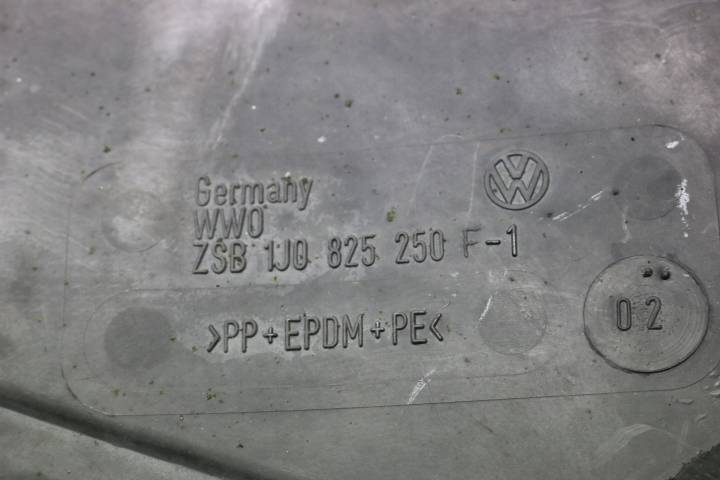 Germany
WWO
ZSB 1J0 825 250 F-1
>PP+EPDM+PE<
02